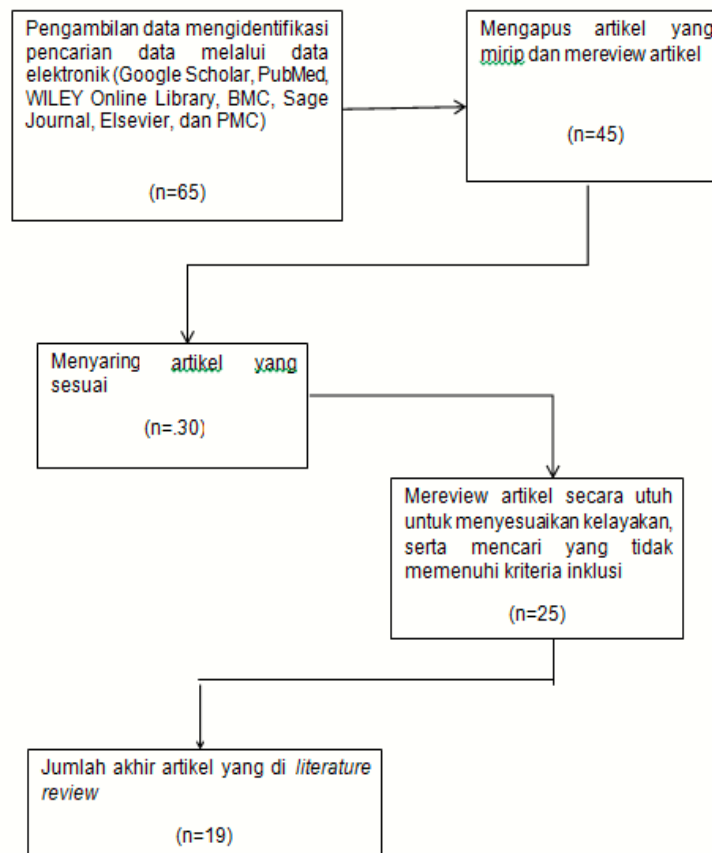 Pengambilan data mengidentifikasi
pencarian data melalui data
elektronik (Google Scholar, PubMed,
WILEY Online Library, BMC, Sage
Journal, Elsevier, dan PMC)
(n=65)
Mengapus artikel yang
mirip dan mereview artikel
(n=45)
Menyaring artikel yang
sesuai
(n=.30)
Mereview artikel secara utuh
untuk menyesuaikan kelayakan,
serta mencari yang tidak
memenuhi kriteria inklusi
(n=25)
Jumlah akhir artikel yang di literature
review
(n=19)